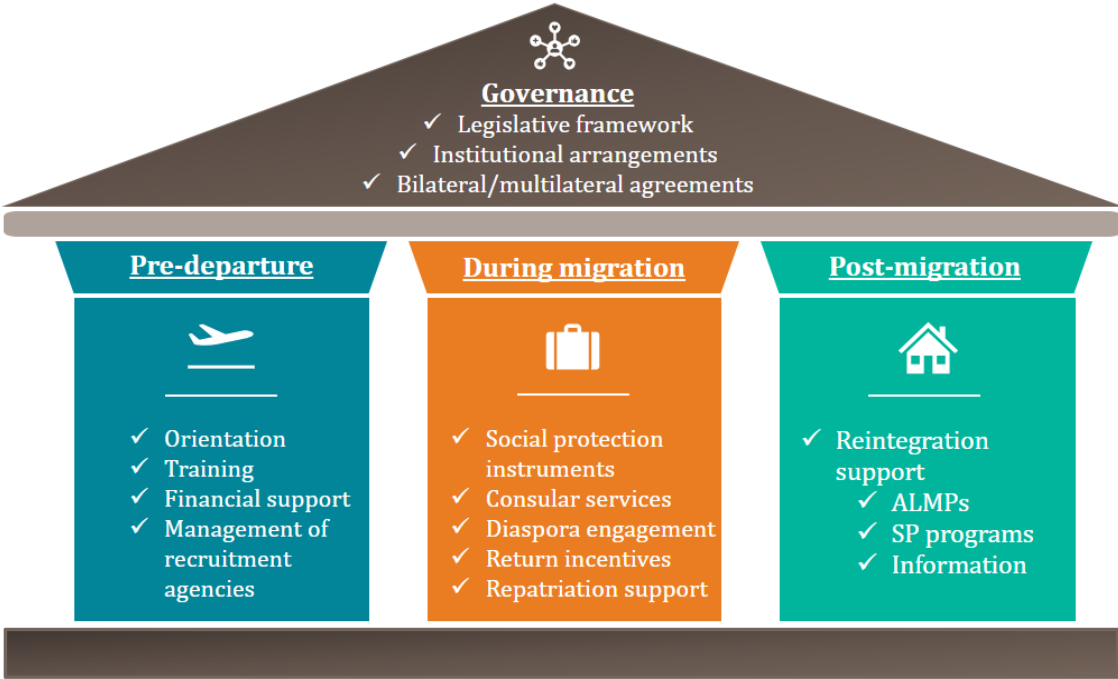 Governance
✓ Legislative framework
✓ Institutional arrangements
✓ Bilateral/multilateral agreements
Pre-departure
✓ Orientation
✓ Training
✓ Financial support
✓ Management of
recruitment
agencies
During migration
✓ Social protection
instruments
✓ Consular services
✓ Diaspora engagement
✓ Return incentives
✓ Repatriation support
Post-migration
✓ Reintegration
support
✓ ALMPs
✓ SP programs
✓ Information